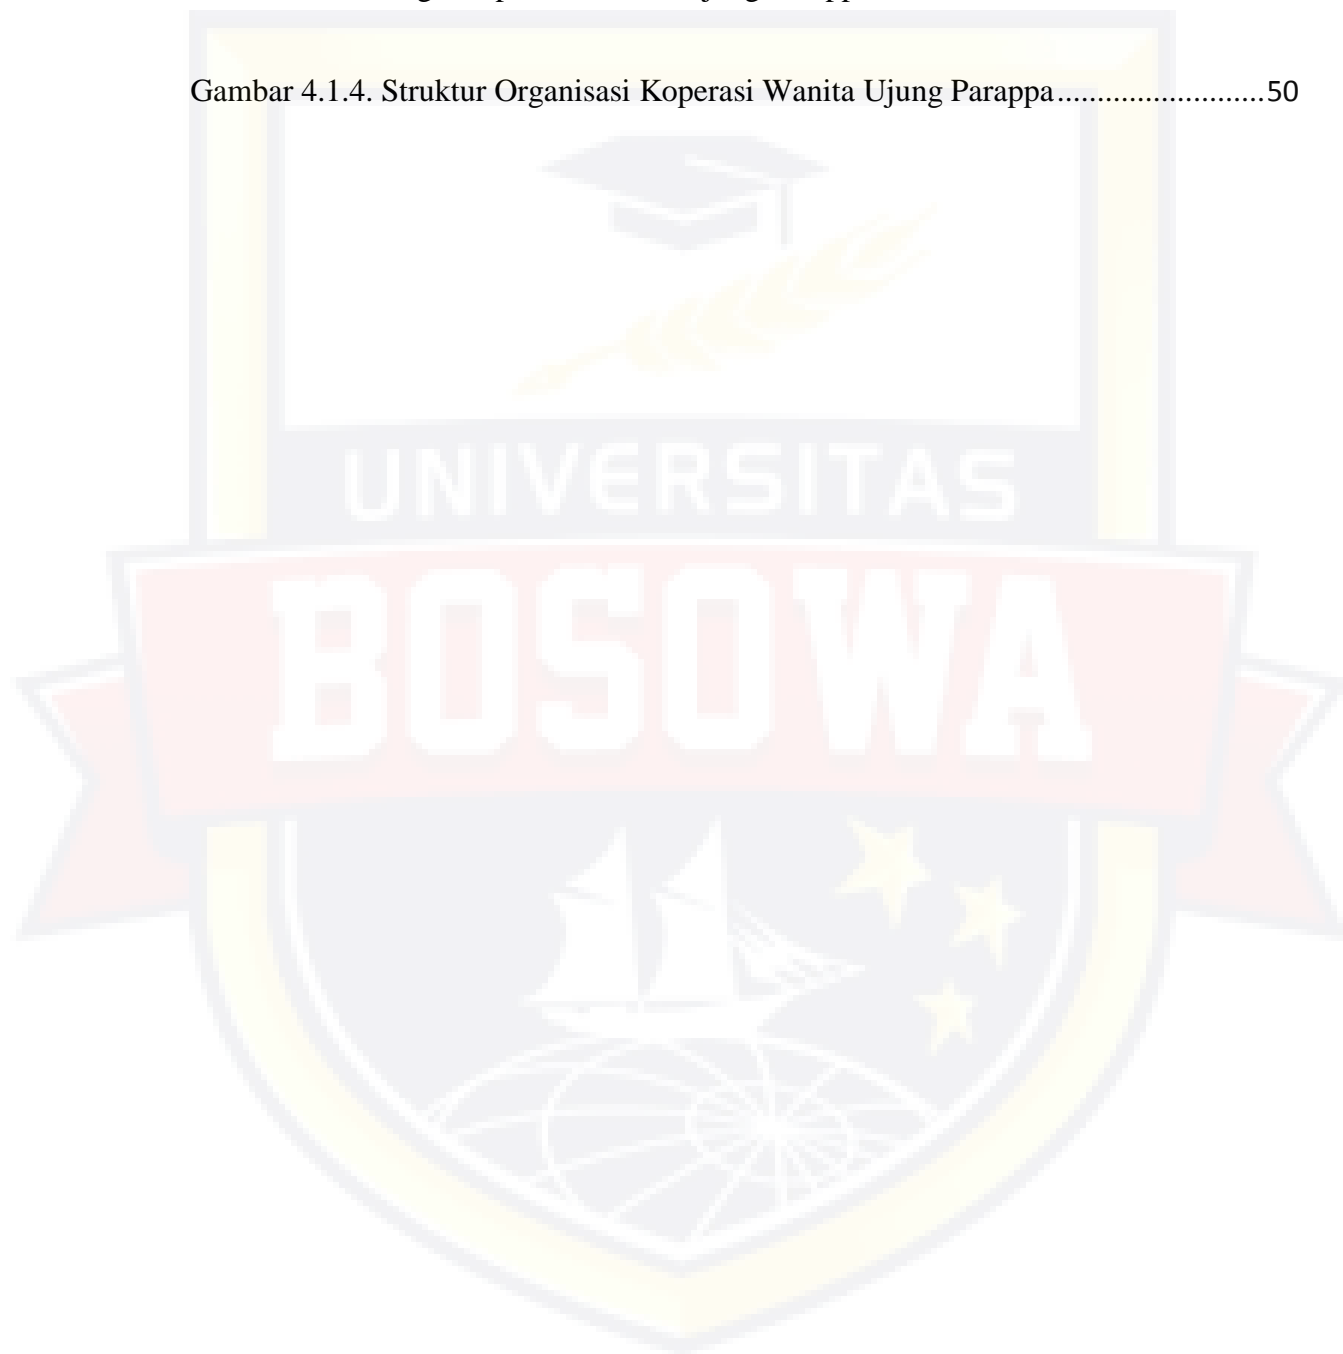 Gambar 4.1.4. Struktur Organisasi Koperasi Wanita Ujung Parappa..........................50
UNIVERSITAS
BOSOWA